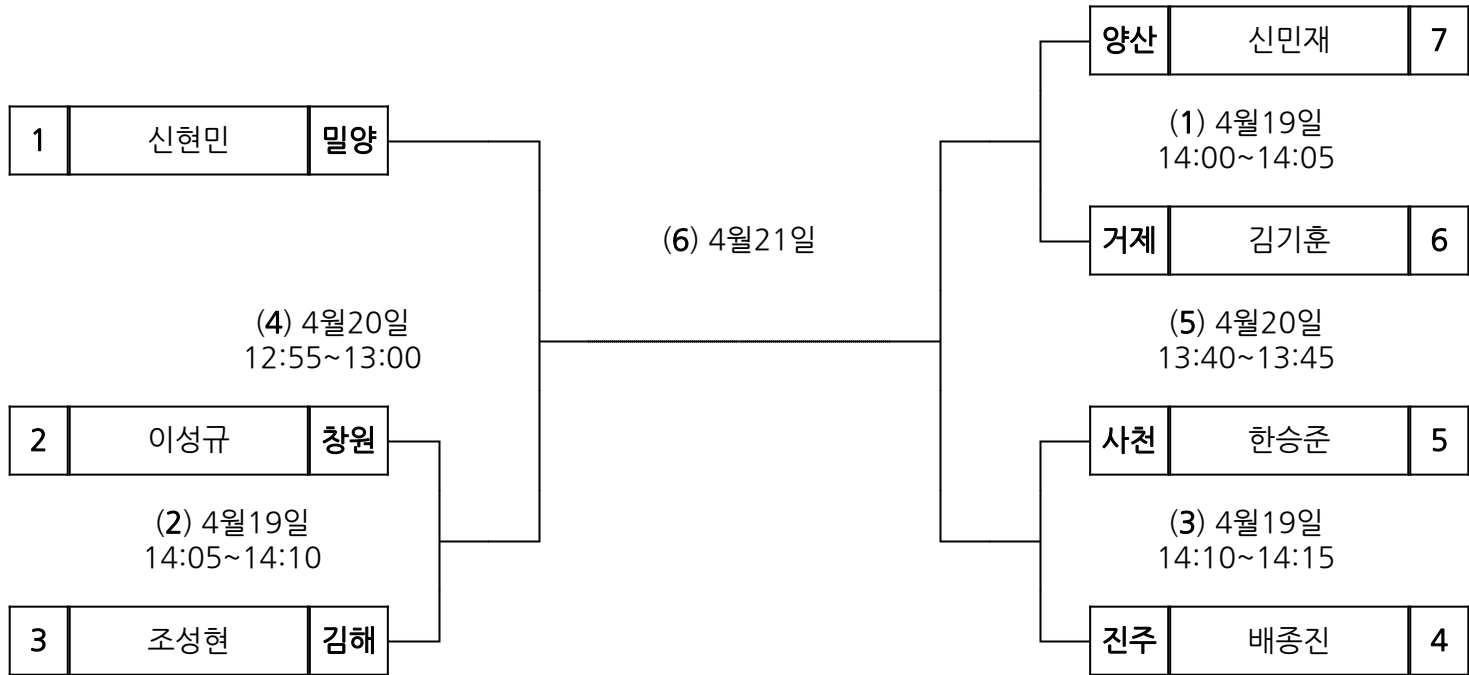 양산 신민재 7
(1) 4월19일
14:00~14:05
1 신현민 밀양
거제 김기훈 6
(6) 4월21일
(4) 4월20일
12:55~13:00
(5) 4월20일
13:40~13:45
2 이성규 창원
사천 한승준 5
(2) 4월19일
14:05~14:10
(3) 4월19일
14:10~14:15
3 조성현 김해
진주 배종진 4